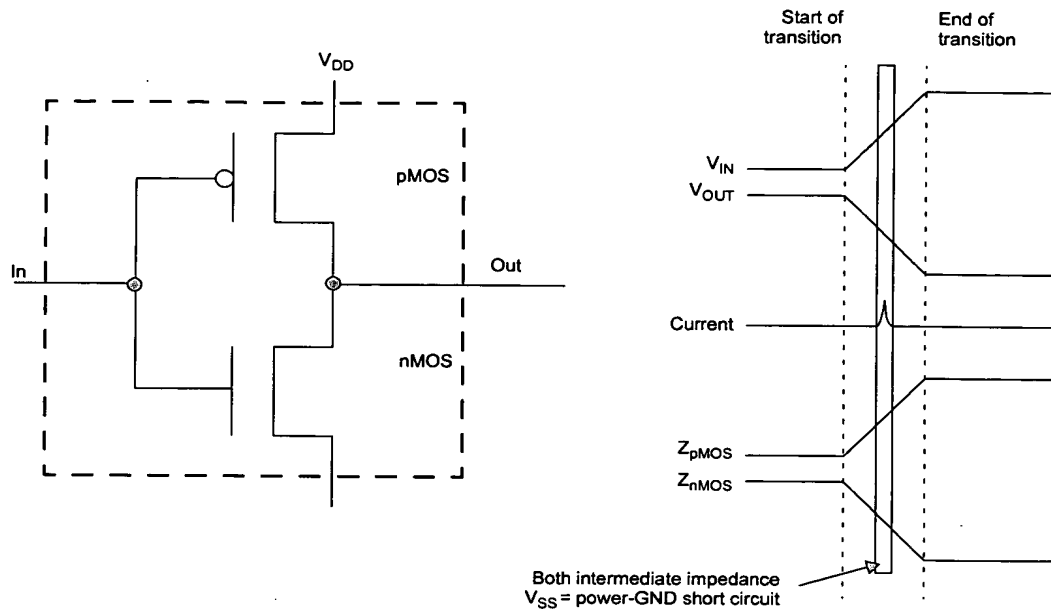 V_DD
pMOS
In
Out
nMOS
Start of
transition
End of
transition
V_IN
V_OUT
Current
Z_pMOS
Z_nMOS
Both intermediate impedance
V_SS = power-GND short circuit